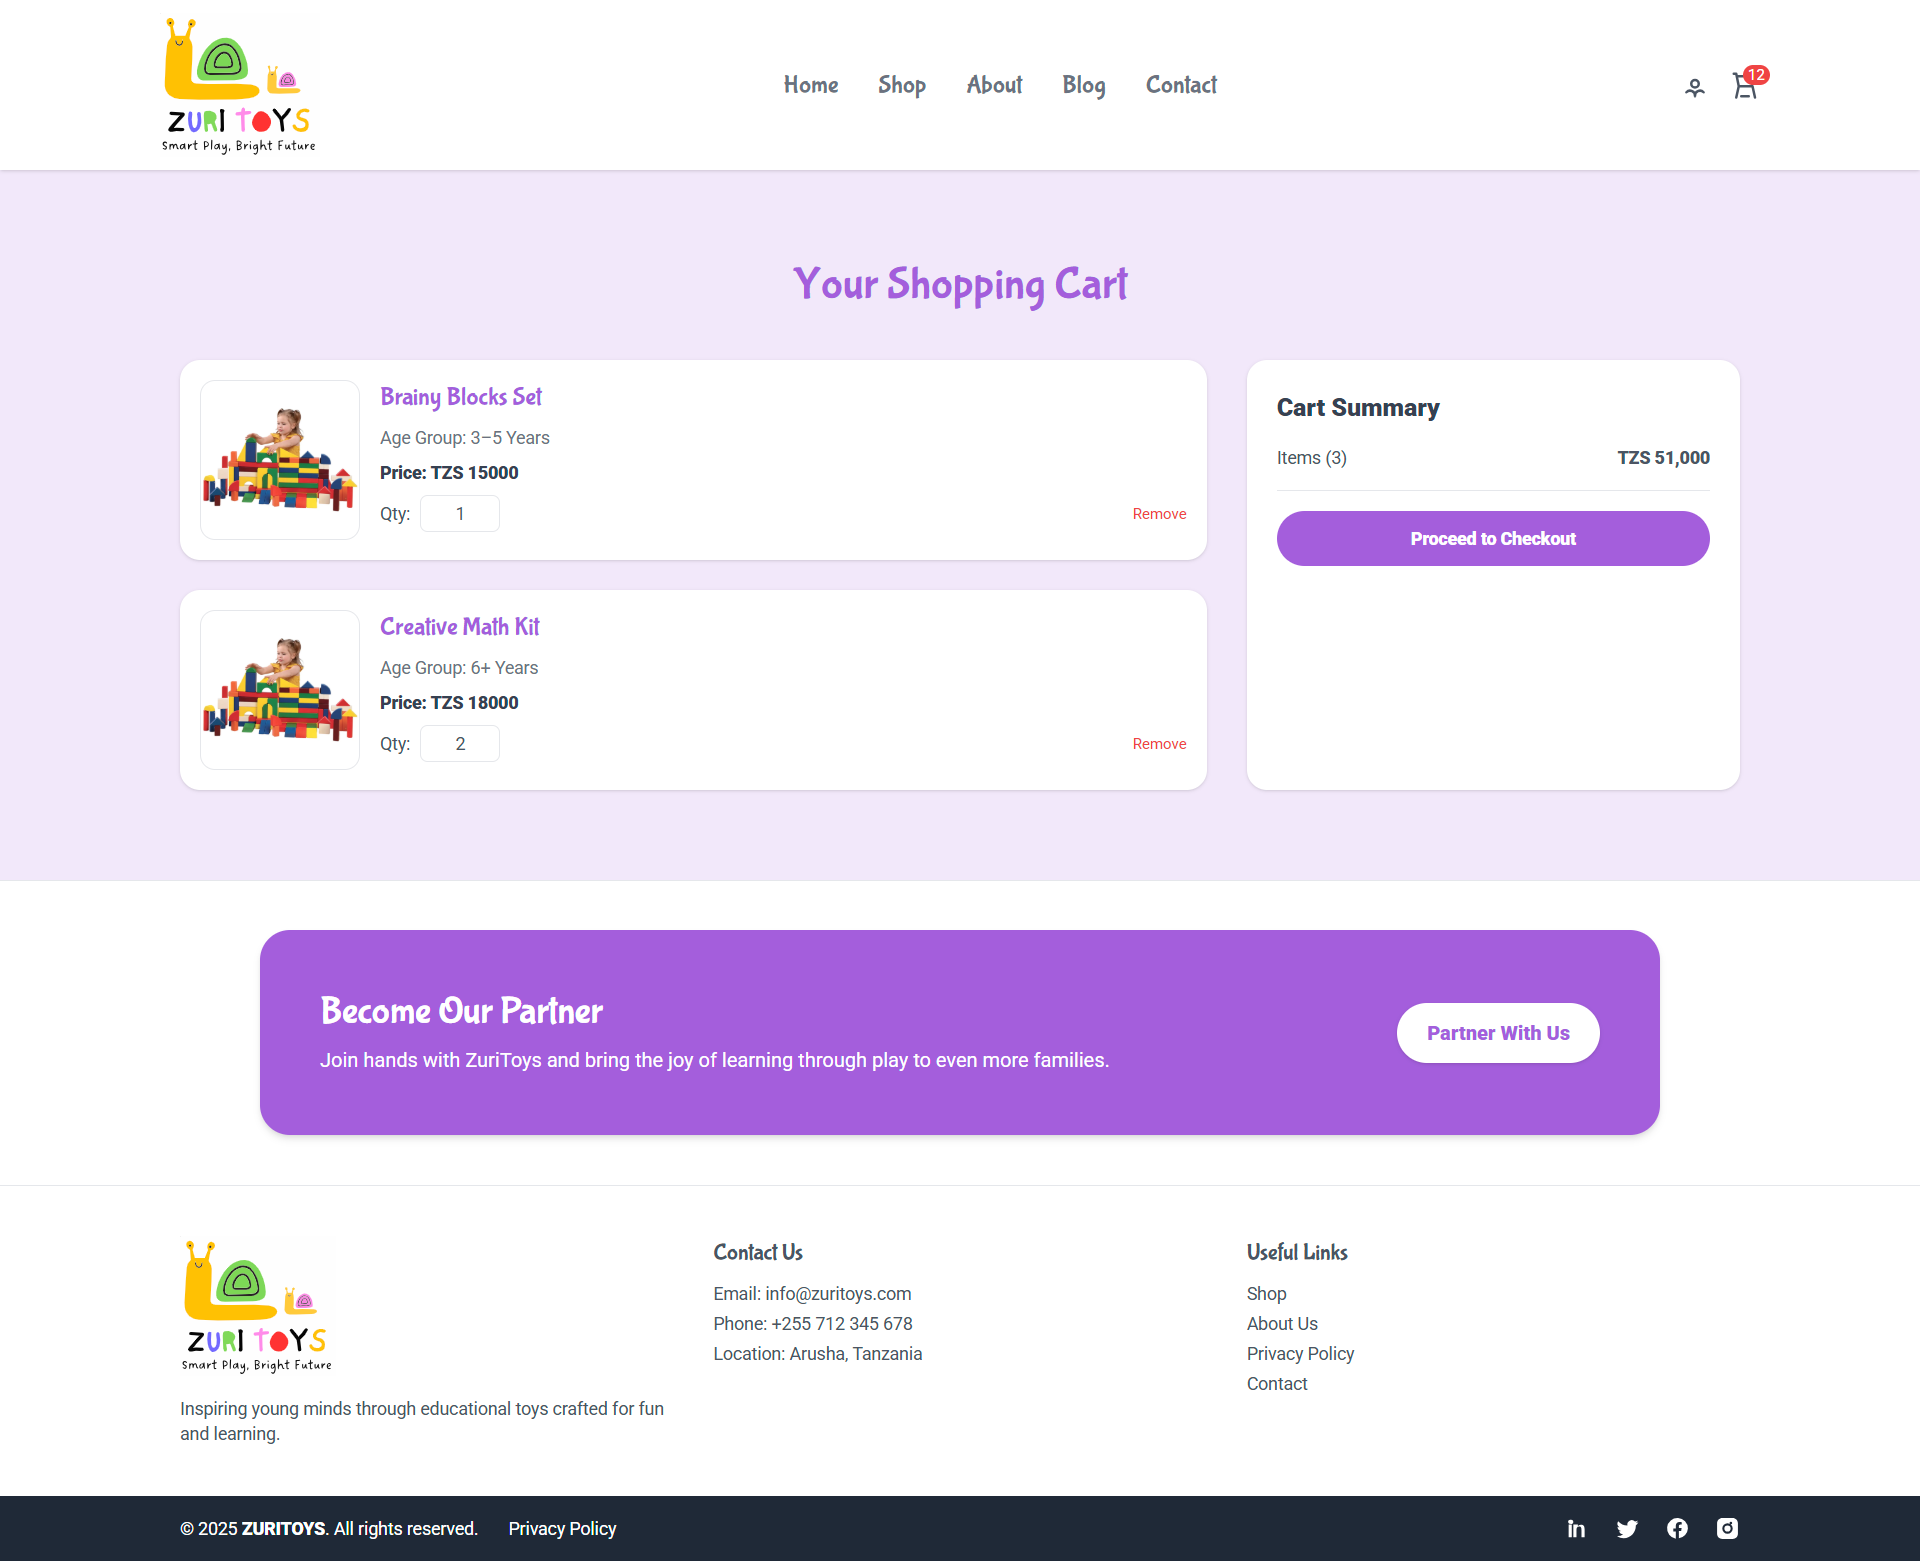 ZURI TOYS
Smart Play, Bright Future
Home
Shop
About
Blog
Contact
12
Your Shopping Cart
Brainy Blocks Set
Age Group: 3–5 Years
Price: TZS 15000
Qty: 1
Remove
Creative Math Kit
Age Group: 6+ Years
Price: TZS 18000
Qty: 2
Remove
Cart Summary
Items (3) TZS 51,000
Proceed to Checkout
Become Our Partner
Join hands with ZuriToys and bring the joy of learning through play to even more families.
Partner With Us
ZURI TOYS
Smart Play, Bright Future
Inspiring young minds through educational toys crafted for fun
and learning.
Contact Us
Email: info@zuritoys.com
Phone: +255 712 345 678
Location: Arusha, Tanzania
Useful Links
Shop
About Us
Privacy Policy
Contact
© 2025 ZURITOYS. All rights reserved.
Privacy Policy